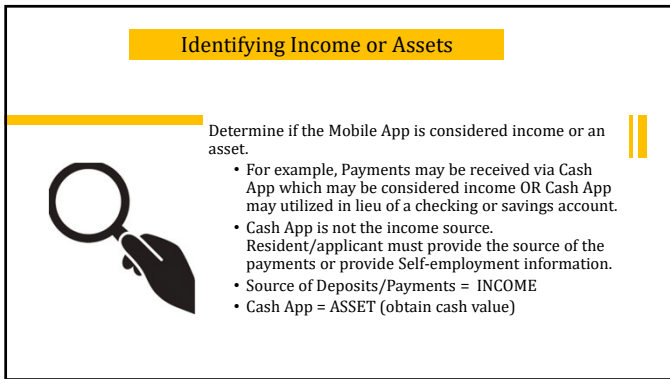 Identifying Income or Assets
Determine if the Mobile App is considered income or an
asset.
• For example, Payments may be received via Cash
App which may be considered income OR Cash App
may utilized in lieu of a checking or savings account.
• Cash App is not the income source.
Resident/applicant must provide the source of the
payments or provide Self-employment information.
• Source of Deposits/Payments = INCOME
• Cash App = ASSET (obtain cash value)